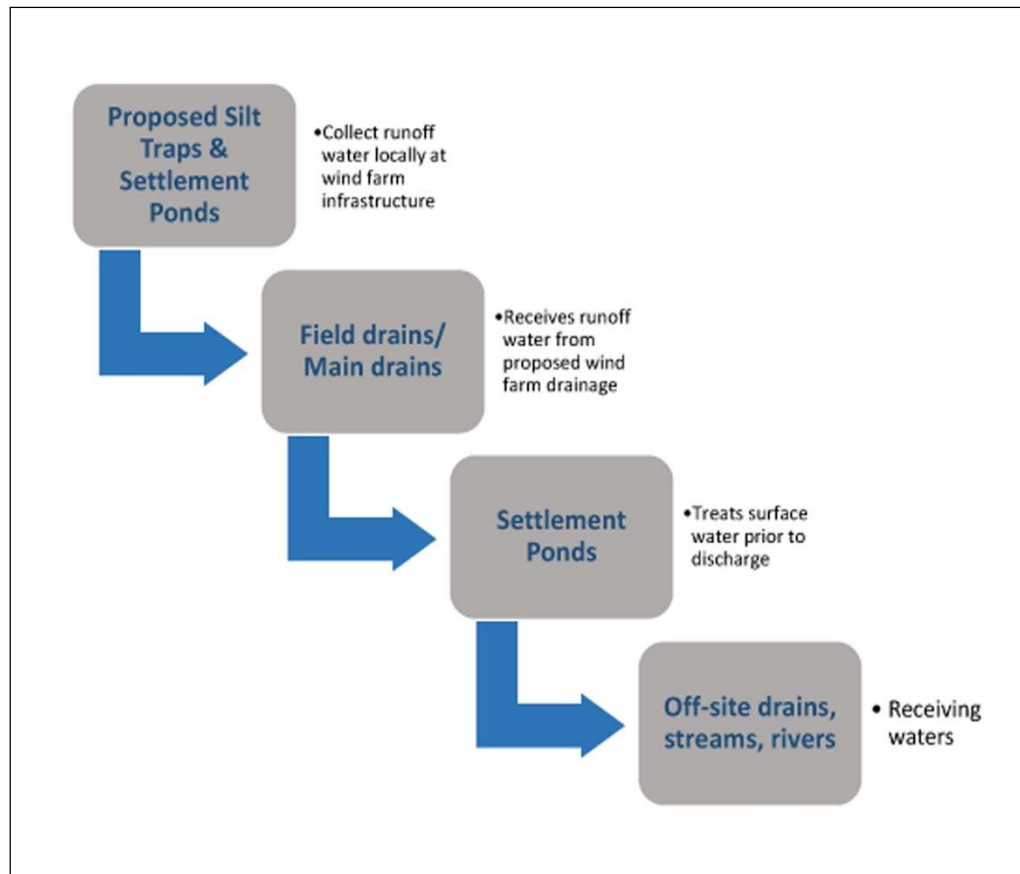 Proposed Silt
Traps &
Settlement
Ponds
•Collect runoff
water locally at
wind farm
infrastructure
Field drains/
Main drains
•Receives runoff
water from
proposed wind
farm drainage
Settlement
Ponds
•Treats surface
water prior to
discharge
Off-site drains,
streams, rivers
• Receiving
waters